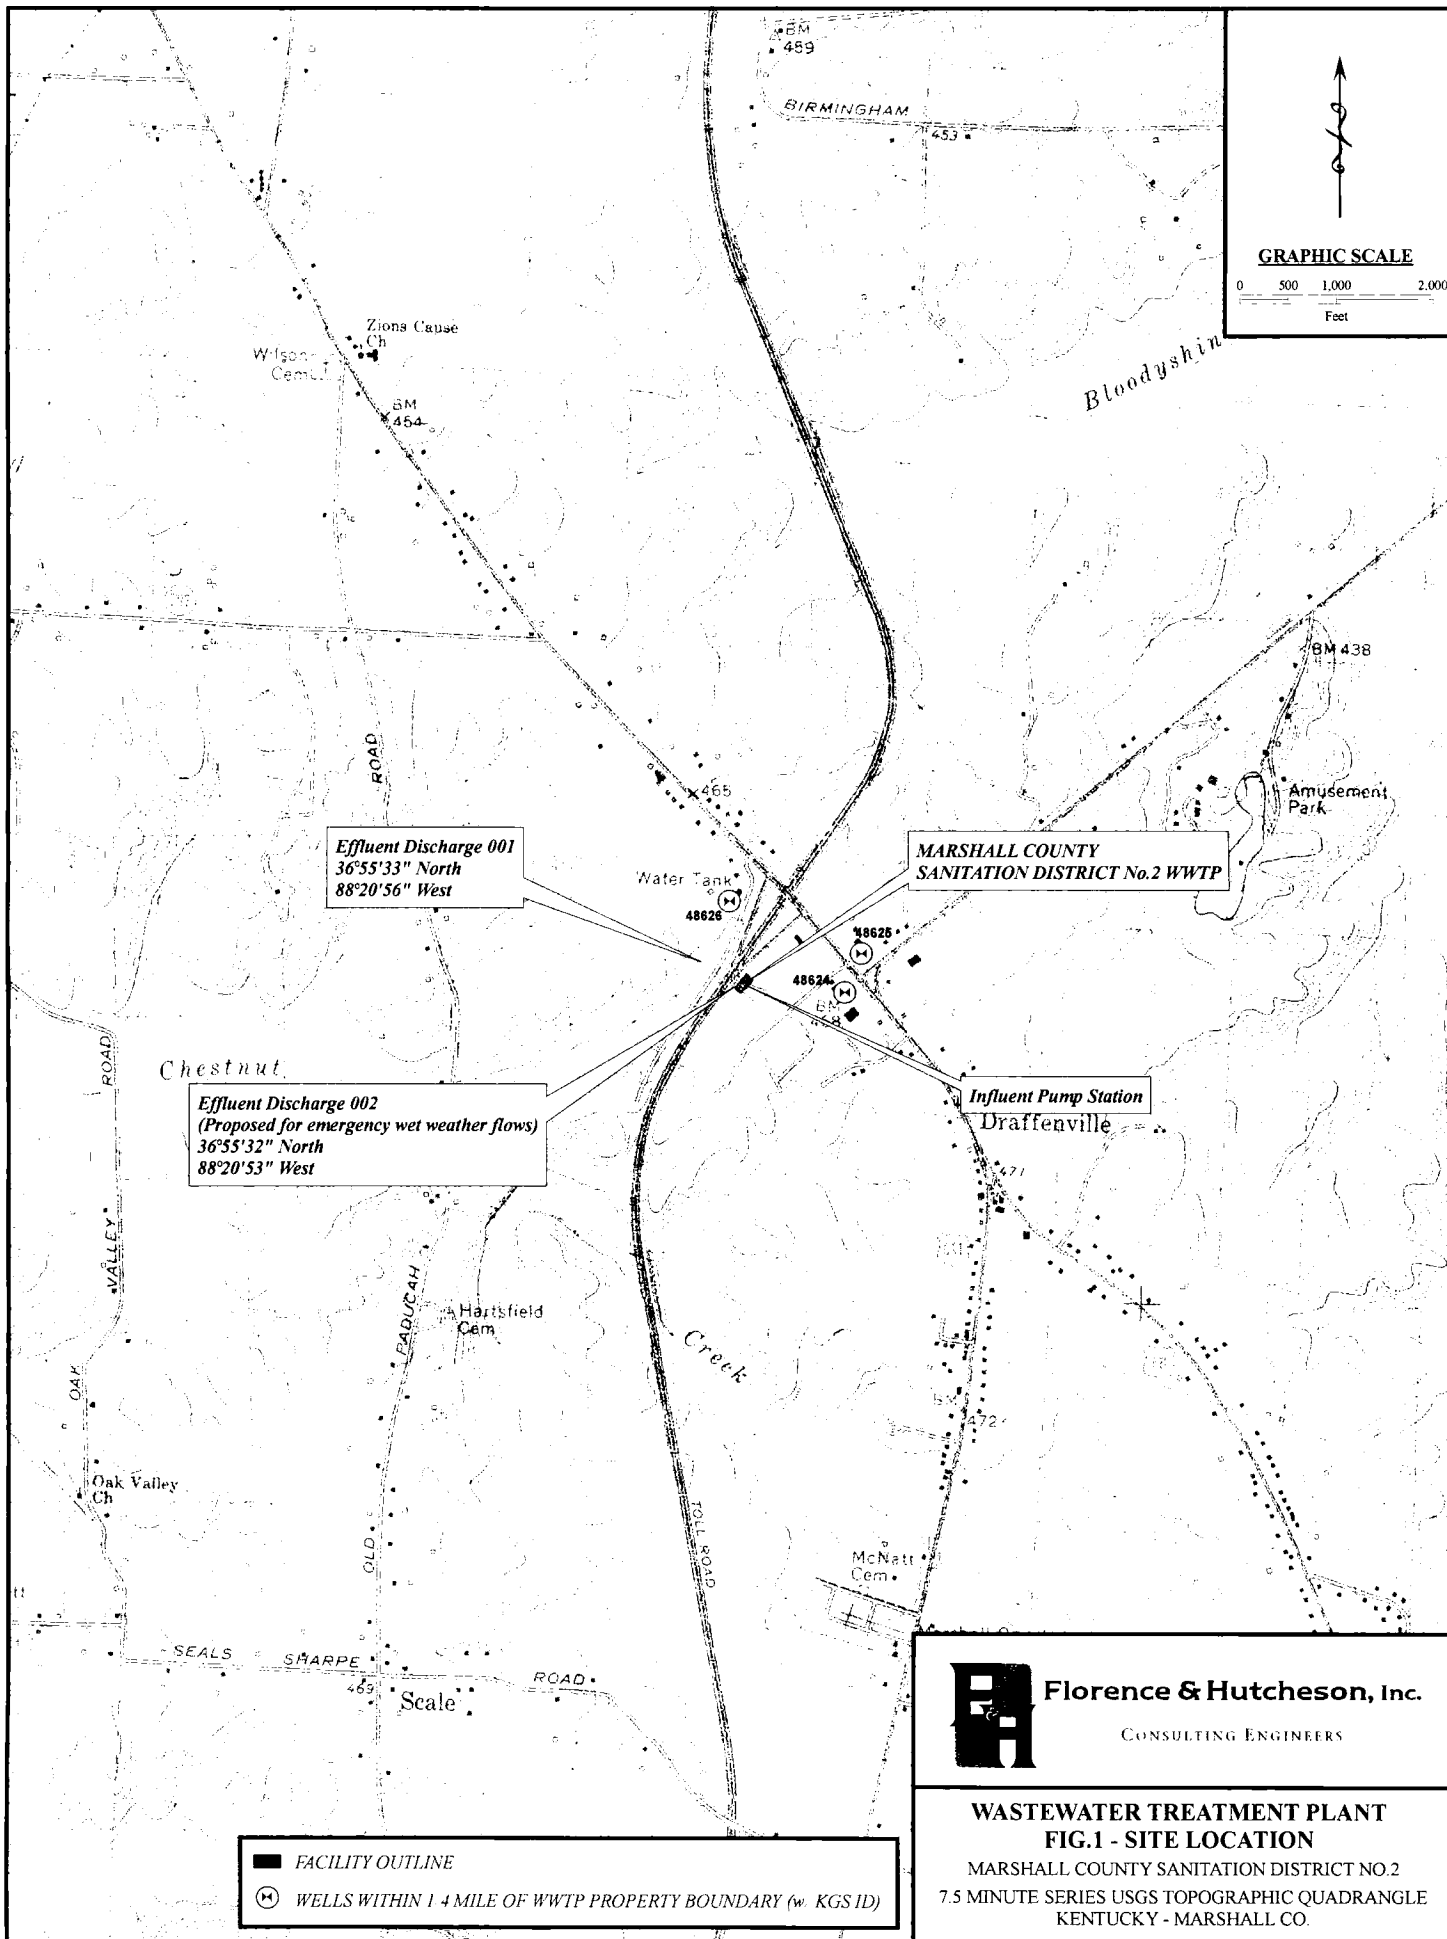 BM
459
BIRMINGHAM
453
GRAPHIC SCALE
0 500 1,000 2,000
Feet
Zions Cause
Ch
Wilson
Cem
BM
454
Bloodyshin
BM 438
ROAD
465
Amusement
Park
Effluent Discharge 001
36°55'33" North
88°20'56" West
MARSHALL COUNTY
SANITATION DISTRICT No.2 WWTP
Water Tank
48626
48625
48624
BM
ROAD
Chestnut
Effluent Discharge 002
(Proposed for emergency wet weather flows)
36°55'32" North
88°20'53" West
Influent Pump Station
Draffenville
471
VALLEY
PADUCAH
Hartsfield
Cem
Creek
OAK
472
Oak Valley
Ch
TOLL ROAD
OLD
McNatt
Cem
SEALS SHARPE ROAD
469
Scale
Florence & Hutcheson, Inc.
CONSULTING ENGINEERS
WASTEWATER TREATMENT PLANT
FIG.1 - SITE LOCATION
MARSHALL COUNTY SANITATION DISTRICT NO.2
7.5 MINUTE SERIES USGS TOPOGRAPHIC QUADRANGLE
KENTUCKY - MARSHALL CO.
FACILITY OUTLINE
WELLS WITHIN 1 4 MILE OF WWTP PROPERTY BOUNDARY (w. KGS ID)